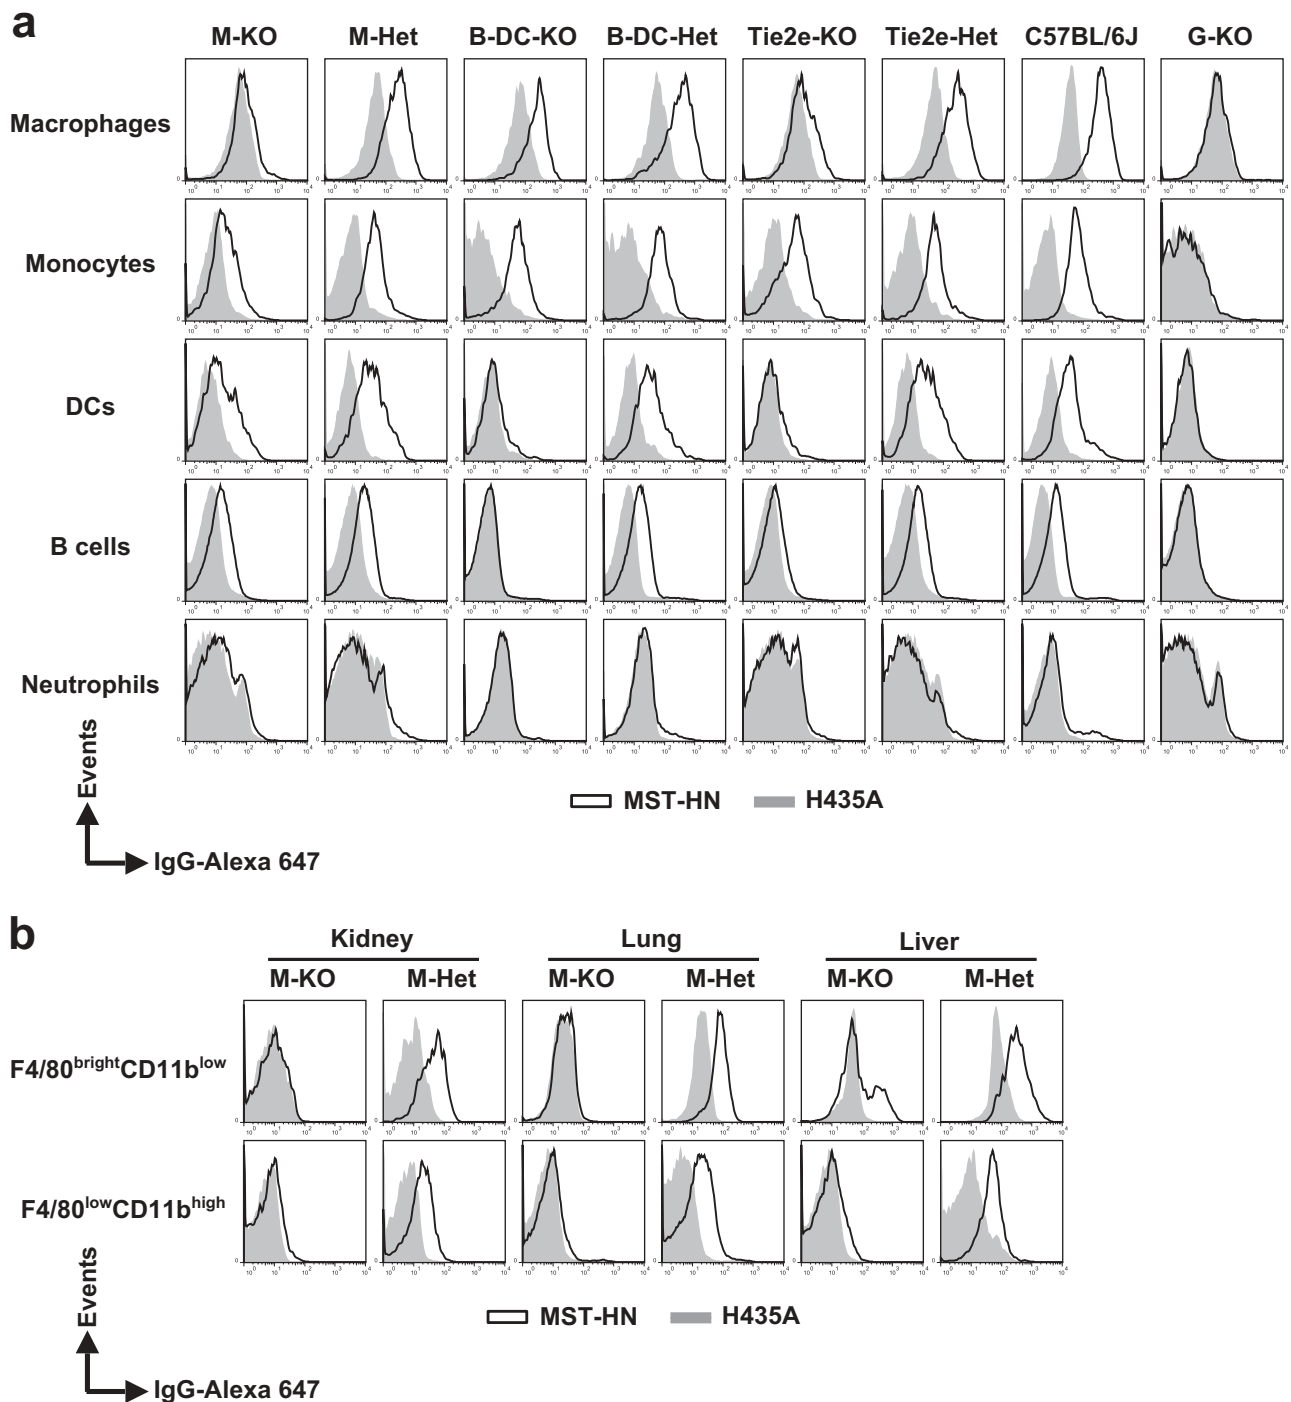 a
M-KO M-Het B-DC-KO B-DC-Het Tie2e-KO Tie2e-Het C57BL/6J G-KO
Macrophages
Monocytes
DCs
B cells
Neutrophils
Events
MST-HN H435A
IgG-Alexa 647
b
Kidney Lung Liver
M-KO M-Het M-KO M-Het M-KO M-Het
F4/80brightCD11blow
F4/80lowCD11bhigh
Events
MST-HN H435A
IgG-Alexa 647